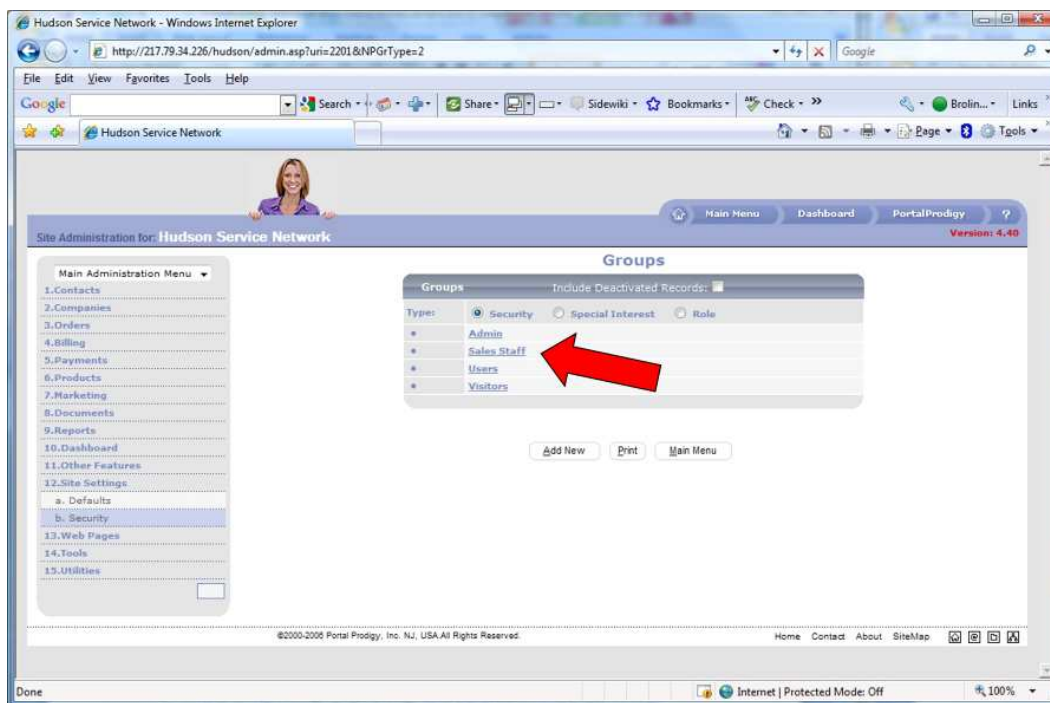 Hudson Service Network - Windows Internet Explorer
http://217.79.34.226/hudson/admin.asp?uri=2201&NPGrType=2
Google
File Edit View Favorites Tools Help
Google Search Share Sidewiki Bookmarks Check Brolin... Links
Hudson Service Network Page Tools
Main Menu Dashboard PortalProdigy ?
Site Administration for: Hudson Service Network Version: 4.40
Main Administration Menu
1.Contacts
2.Companies
3.Orders
4.Billing
5.Payments
6.Products
7.Marketing
8.Documents
9.Reports
10.Dashboard
11.Other Features
12.Site Settings
a. Defaults
b. Security
13.Web Pages
14.Tools
15.Utilities
Groups
Groups Include Deactivated Records:
Type: Security Special Interest Role
Admin
Sales Staff
Users
Visitors
Add New Print Main Menu
©2000-2006 Portal Prodigy, Inc. NJ, USA.All Rights Reserved.
Home Contact About SiteMap
Done Internet | Protected Mode: Off 100%